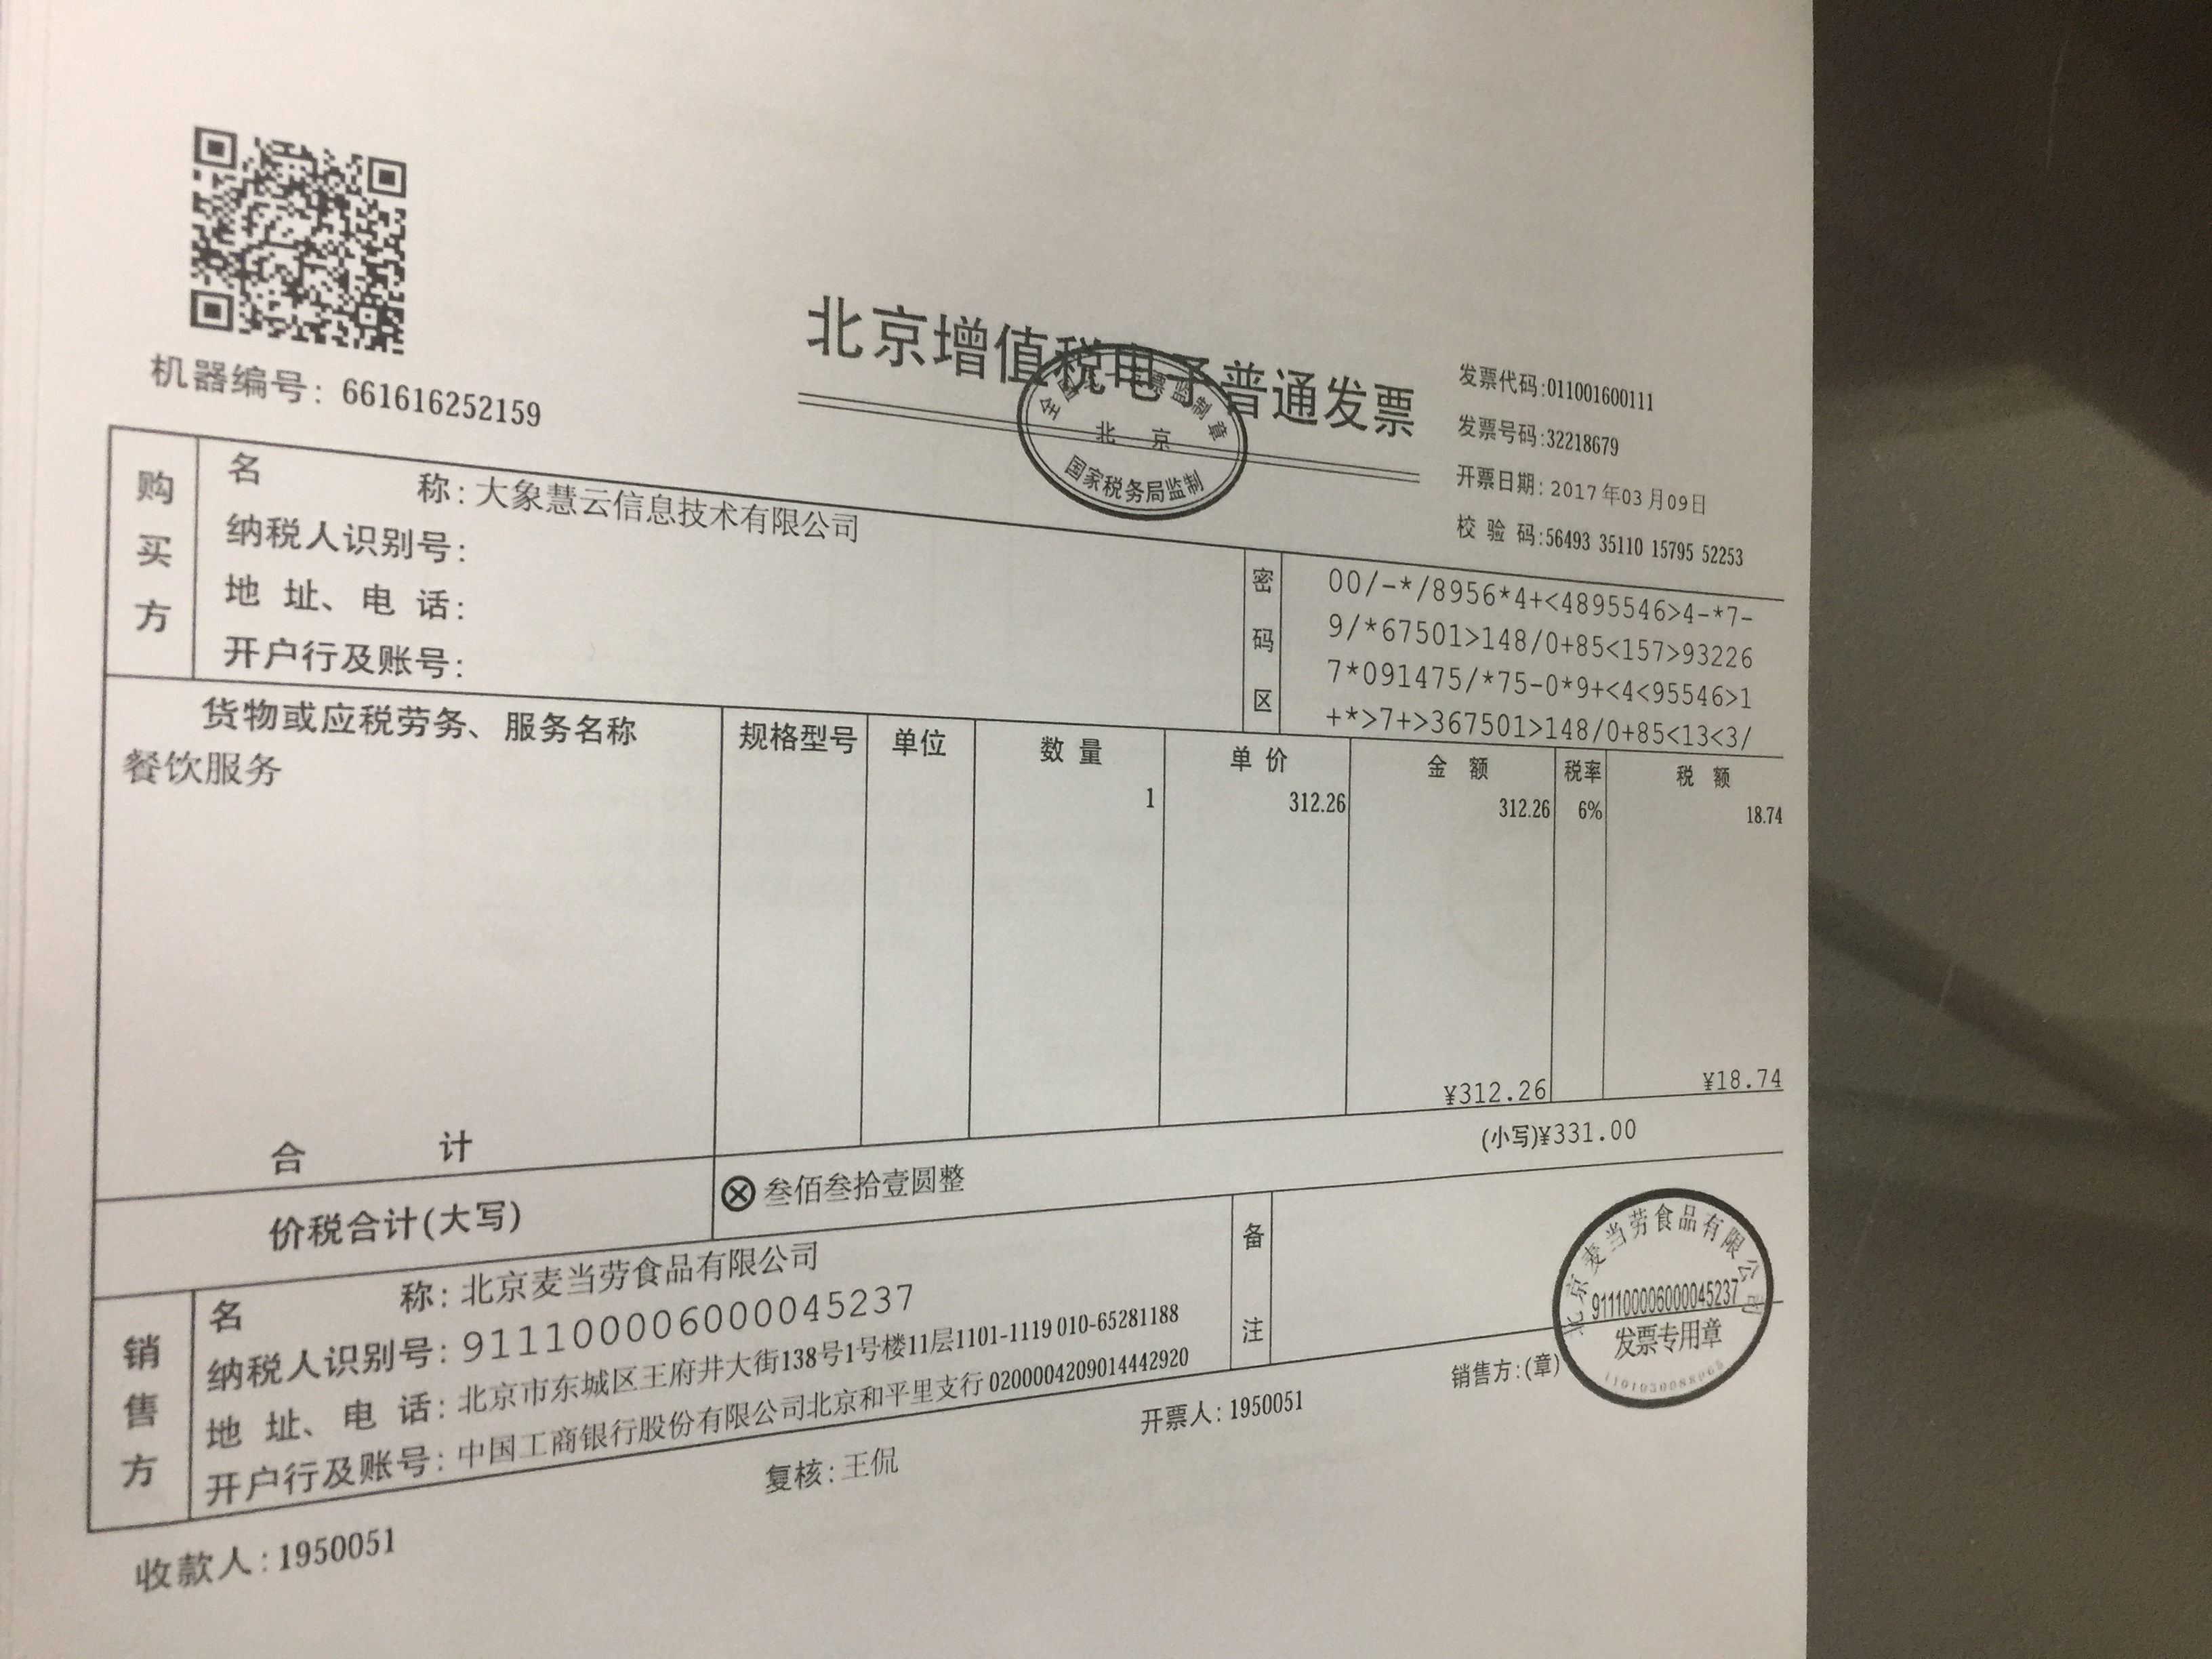 北京增值税电子普通发票
全国 票监制章
北京
国家税务局监制
机器编号: 661616252159
发票代码:011001600111
发票号码:32218679
开票日期: 2017年03月09日
校验码:56493 35110 15795 52253
购买方
名称: 大象慧云信息技术有限公司
纳税人识别号:
地址、电话:
开户行及账号:
密码区
00/-*/8956*4+<4895546>4-*7-
9/*67501>148/0+85<157>93226
7*091475/*75-0*9+<4<95546>1
+*>7+>367501>148/0+85<13<3/
货物或应税劳务、服务名称 规格型号 单位 数量 单价 金额 税率 税额
餐饮服务 1 312.26 312.26 6% 18.74
合计 ¥312.26 ¥18.74
价税合计(大写) 叁佰叁拾壹圆整 (小写)¥331.00
销售方
名称: 北京麦当劳食品有限公司
纳税人识别号: 911100006000045237
地址、电话: 北京市东城区王府井大街138号1号楼11层1101-1119 010-65281188
开户行及账号: 中国工商银行股份有限公司北京和平里支行 0200004209014442920
备注
收款人: 1950051 复核: 王侃 开票人: 1950051 销售方:(章)
北京麦当劳食品有限公司
911100006000045237
发票专用章